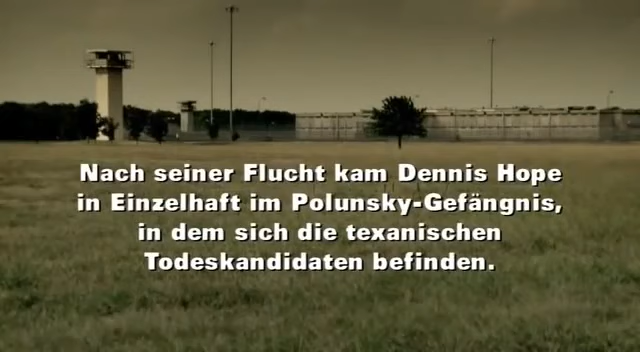 Nach seiner Flucht kam Dennis Hope
in Einzelhaft im Polunsky-Gefängnis,
in dem sich die texanischen
Todeskandidaten befinden.